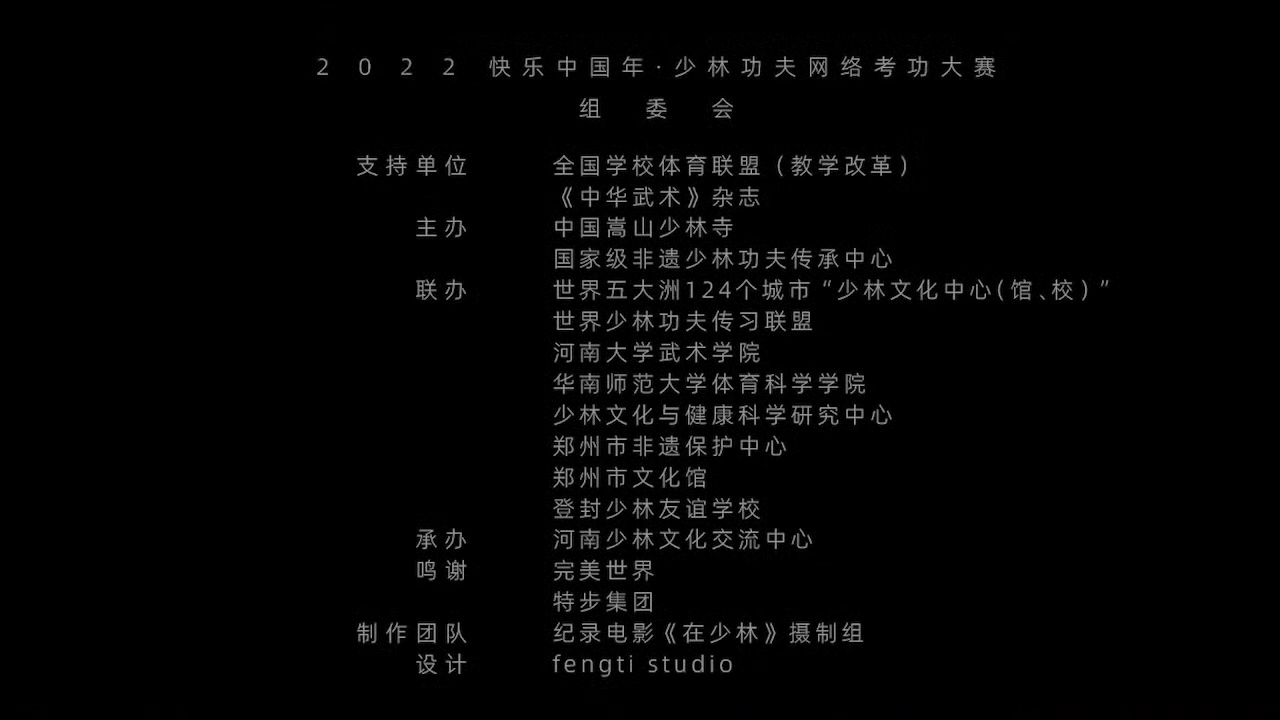 2022 快乐中国年·少林功夫网络考功大赛
组委会
支持单位 全国学校体育联盟（教学改革）
《中华武术》杂志
主办 中国嵩山少林寺
国家级非遗少林功夫传承中心
联办 世界五大洲124个城市“少林文化中心(馆、校)”
世界少林功夫传习联盟
河南大学武术学院
华南师范大学体育科学学院
少林文化与健康科学研究中心
郑州市非遗保护中心
郑州市文化馆
登封少林友谊学校
承办 河南少林文化交流中心
鸣谢 完美世界
特步集团
制作团队 纪录电影《在少林》摄制组
设计 fengti studio